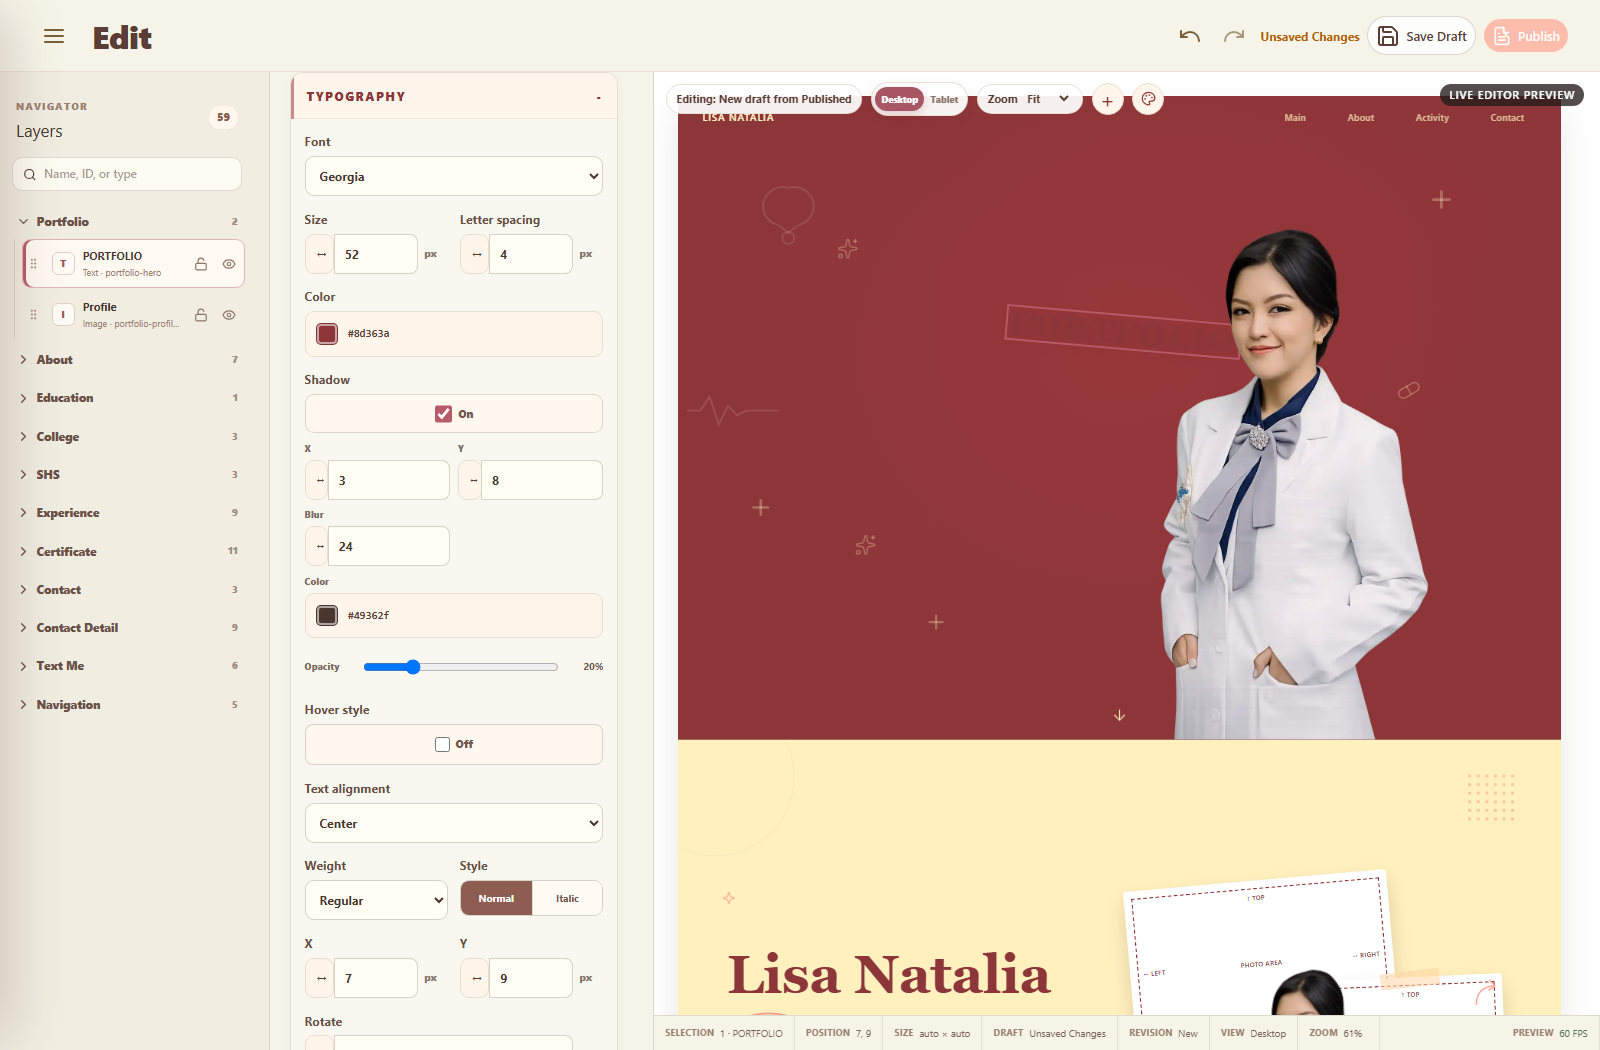 Edit
Unsaved Changes
Save Draft
Publish
NAVIGATOR
Layers
59
Name, ID, or type
Portfolio 2
T PORTFOLIO
Text · portfolio-hero
I Profile
Image · portfolio-profil...
About 7
Education 1
College 3
SHS 3
Experience 9
Certificate 11
Contact 3
Contact Detail 9
Text Me 6
Navigation 5
TYPOGRAPHY -
Font
Georgia
Size Letter spacing
52 px 4 px
Color
#8d363a
Shadow
On
X Y
3 8
Blur
24
Color
#49362f
Opacity 20%
Hover style
Off
Text alignment
Center
Weight Style
Regular Normal Italic
X Y
7 px 9 px
Rotate
Editing: New draft from Published
Desktop Tablet
Zoom Fit
LIVE EDITOR PREVIEW
LISA NATALIA
Main About Activity Contact
Lisa Natalia
↑ TOP
← LEFT PHOTO AREA → RIGHT
↑ TOP
SELECTION 1 · PORTFOLIO POSITION 7, 9 SIZE auto × auto DRAFT Unsaved Changes REVISION New VIEW Desktop ZOOM 61% PREVIEW 60 FPS